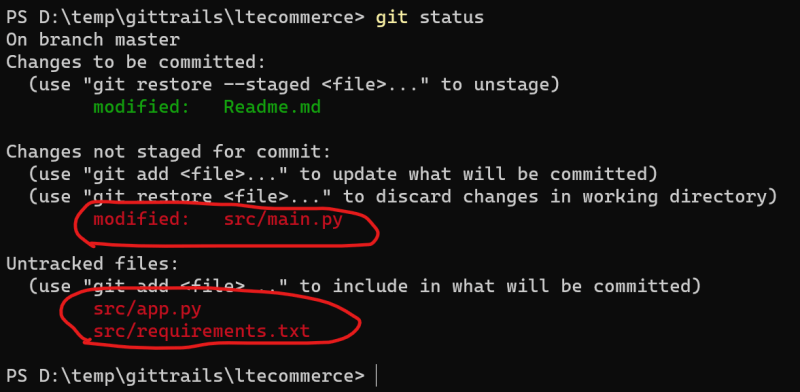 PS D:\temp\gittrails\ltecommerce> git status
On branch master
Changes to be committed:
  (use "git restore --staged <file>..." to unstage)
        modified:   Readme.md

Changes not staged for commit:
  (use "git add <file>..." to update what will be committed)
  (use "git restore <file>..." to discard changes in working directory)
        modified:   src/main.py

Untracked files:
  (use "git add <file>..." to include in what will be committed)
        src/app.py
        src/requirements.txt

PS D:\temp\gittrails\ltecommerce>